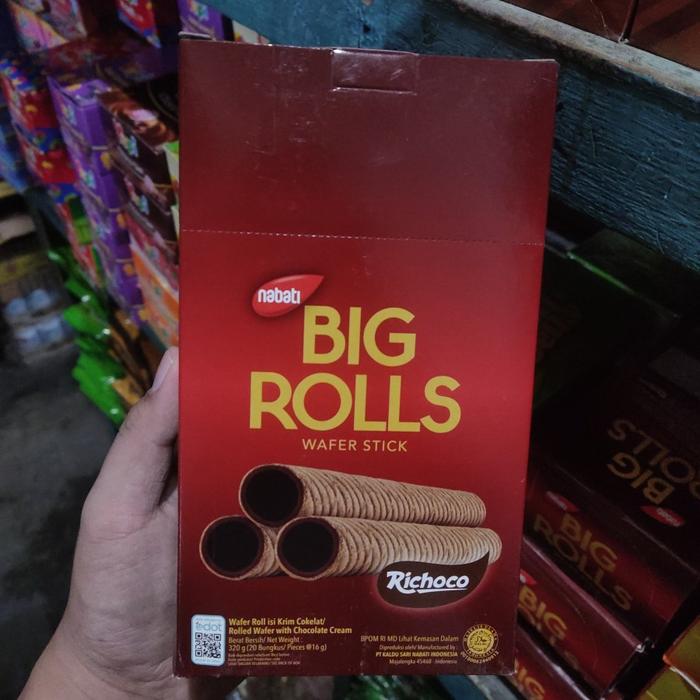 nabati
BIG
ROLLS
WAFER STICK
Richoco
Wafer Roll isi Krim Cokelat/
Rolled Wafer with Chocolate Cream
Berat Bersih/ Net Weight :
320 g (20 Bungkus/ Pieces @16 g)
BPOM RI MD Lihat Kemasan Dalam
Diproduksi oleh/ Manufactured by :
PT KALDU SARI NABATI INDONESIA
Majalengka 45468 - Indonesia
BIG
ROLLS
BIG
ROLLS
BIG